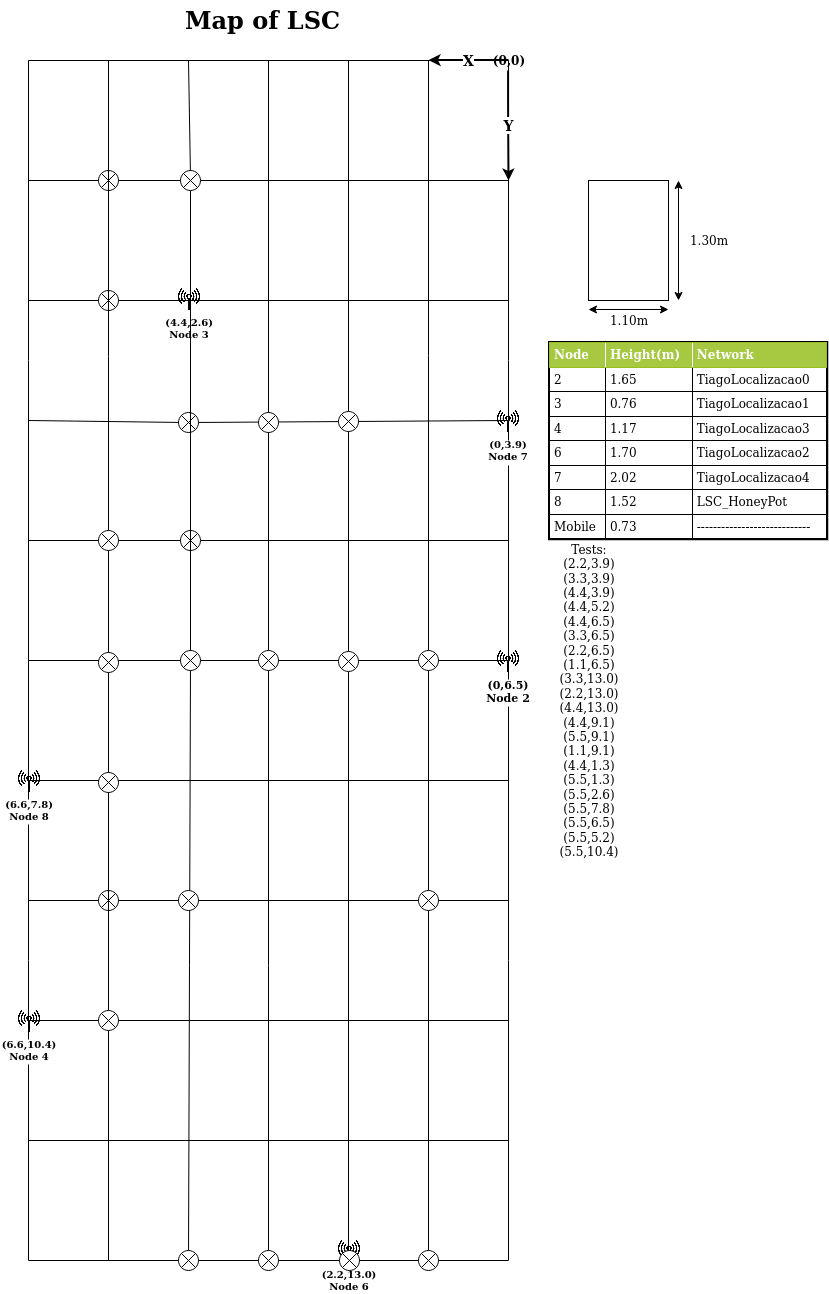 Map of LSC
X
(0,0)
Y
1.30m
1.10m
(4.4,2.6)
Node 3
Node Height(m) Network
2 1.65 TiagoLocalizacao0
3 0.76 TiagoLocalizacao1
4 1.17 TiagoLocalizacao3
6 1.70 TiagoLocalizacao2
7 2.02 TiagoLocalizacao4
8 1.52 LSC_HoneyPot
Mobile 0.73 ----------------------------
(0,3.9)
Node 7
Tests:
(2.2,3.9)
(3.3,3.9)
(4.4,3.9)
(4.4,5.2)
(4.4,6.5)
(3.3,6.5)
(2.2,6.5)
(1.1,6.5)
(3.3,13.0)
(2.2,13.0)
(4.4,13.0)
(4.4,9.1)
(5.5,9.1)
(1.1,9.1)
(4.4,1.3)
(5.5,1.3)
(5.5,2.6)
(5.5,7.8)
(5.5,6.5)
(5.5,5.2)
(5.5,10.4)
(0,6.5)
Node 2
(6.6,7.8)
Node 8
(6.6,10.4)
Node 4
(2.2,13.0)
Node 6